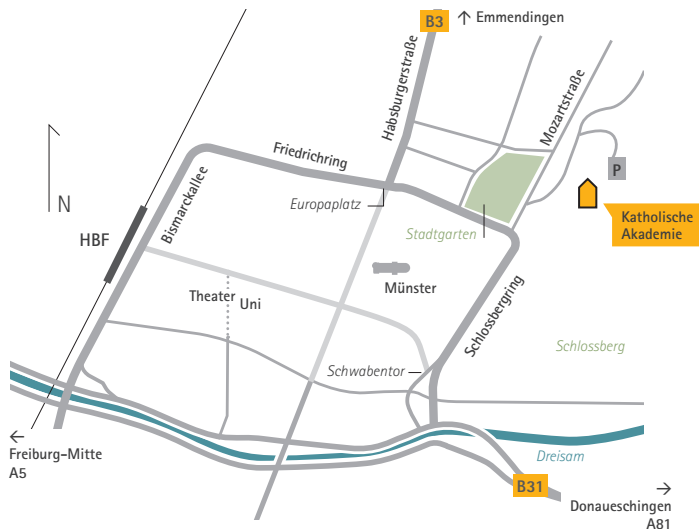 B3
↑ Emmendingen
Habsburgerstraße
Mozartstraße
Friedrichring
P
N
Bismarckallee
Europaplatz
Katholische
Akademie
Stadtgarten
HBF
Münster
Theater
Uni
Schlossbergring
Schlossberg
Schwabentor
←
Freiburg-Mitte
A5
Dreisam
B31
→
Donaueschingen
A81